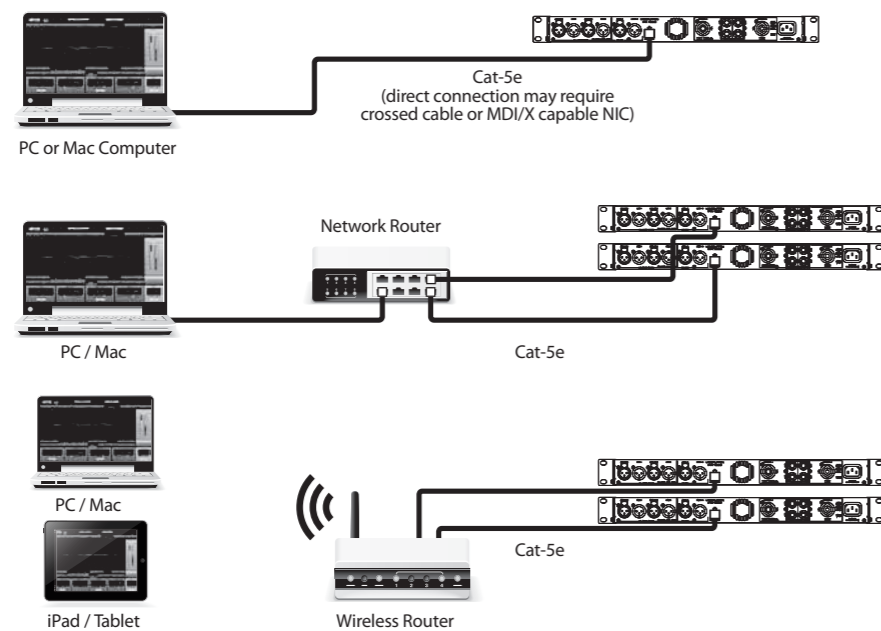 Cat-5e
(direct connection may require
crossed cable or MDI/X capable NIC)
PC or Mac Computer
Network Router
PC / Mac
Cat-5e
PC / Mac
Cat-5e
iPad / Tablet
Wireless Router